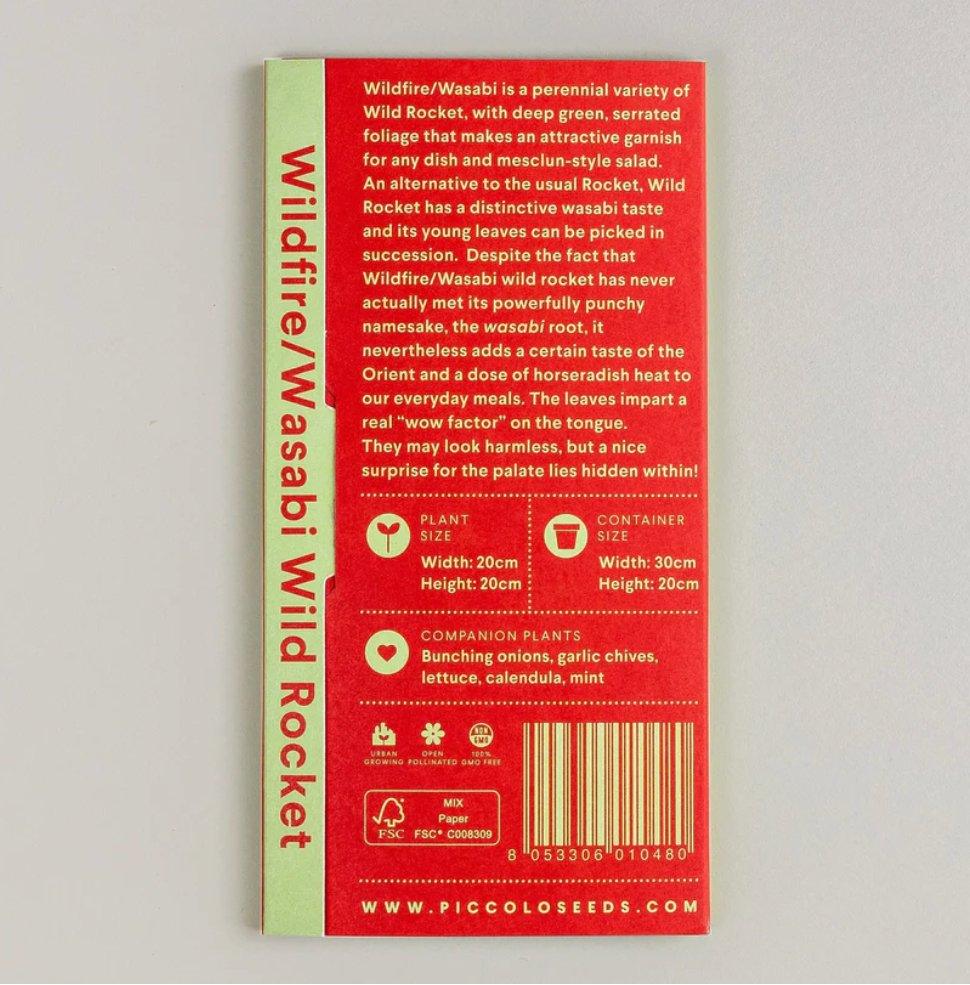 Wildfire/Wasabi Wild Rocket
Wildfire/Wasabi is a perennial variety of
Wild Rocket, with deep green, serrated
foliage that makes an attractive garnish
for any dish and mesclun-style salad.
An alternative to the usual Rocket, Wild
Rocket has a distinctive wasabi taste
and its young leaves can be picked in
succession. Despite the fact that
Wildfire/Wasabi wild rocket has never
actually met its powerfully punchy
namesake, the wasabi root, it
nevertheless adds a certain taste of the
Orient and a dose of horseradish heat to
our everyday meals. The leaves impart a
real “wow factor” on the tongue.
They may look harmless, but a nice
surprise for the palate lies hidden within!
PLANT
SIZE
Width: 20cm
Height: 20cm
CONTAINER
SIZE
Width: 30cm
Height: 20cm
COMPANION PLANTS
Bunching onions, garlic chives,
lettuce, calendula, mint
URBAN
GROWING
OPEN
POLLINATED
NON
GMO
100%
GMO FREE
FSC
MIX
Paper
FSC® C008309
8 053306 010480
WWW.PICCOLOSEEDS.COM